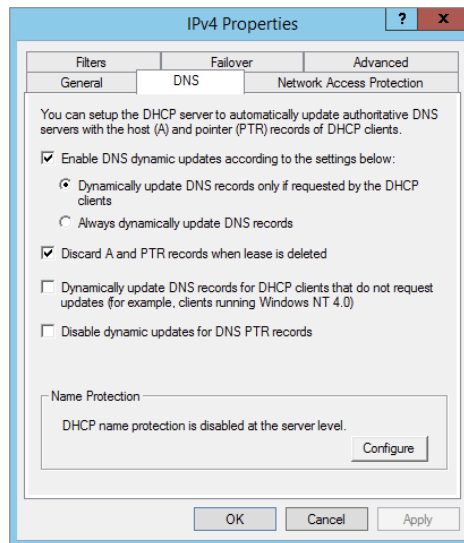 IPv4 Properties
? x
Filters Failover Advanced
General DNS Network Access Protection
You can setup the DHCP server to automatically update authoritative DNS
servers with the host (A) and pointer (PTR) records of DHCP clients.
Enable DNS dynamic updates according to the settings below:
Dynamically update DNS records only if requested by the DHCP
clients
Always dynamically update DNS records
Discard A and PTR records when lease is deleted
Dynamically update DNS records for DHCP clients that do not request
updates (for example, clients running Windows NT 4.0)
Disable dynamic updates for DNS PTR records
Name Protection
DHCP name protection is disabled at the server level.
Configure
OK Cancel Apply